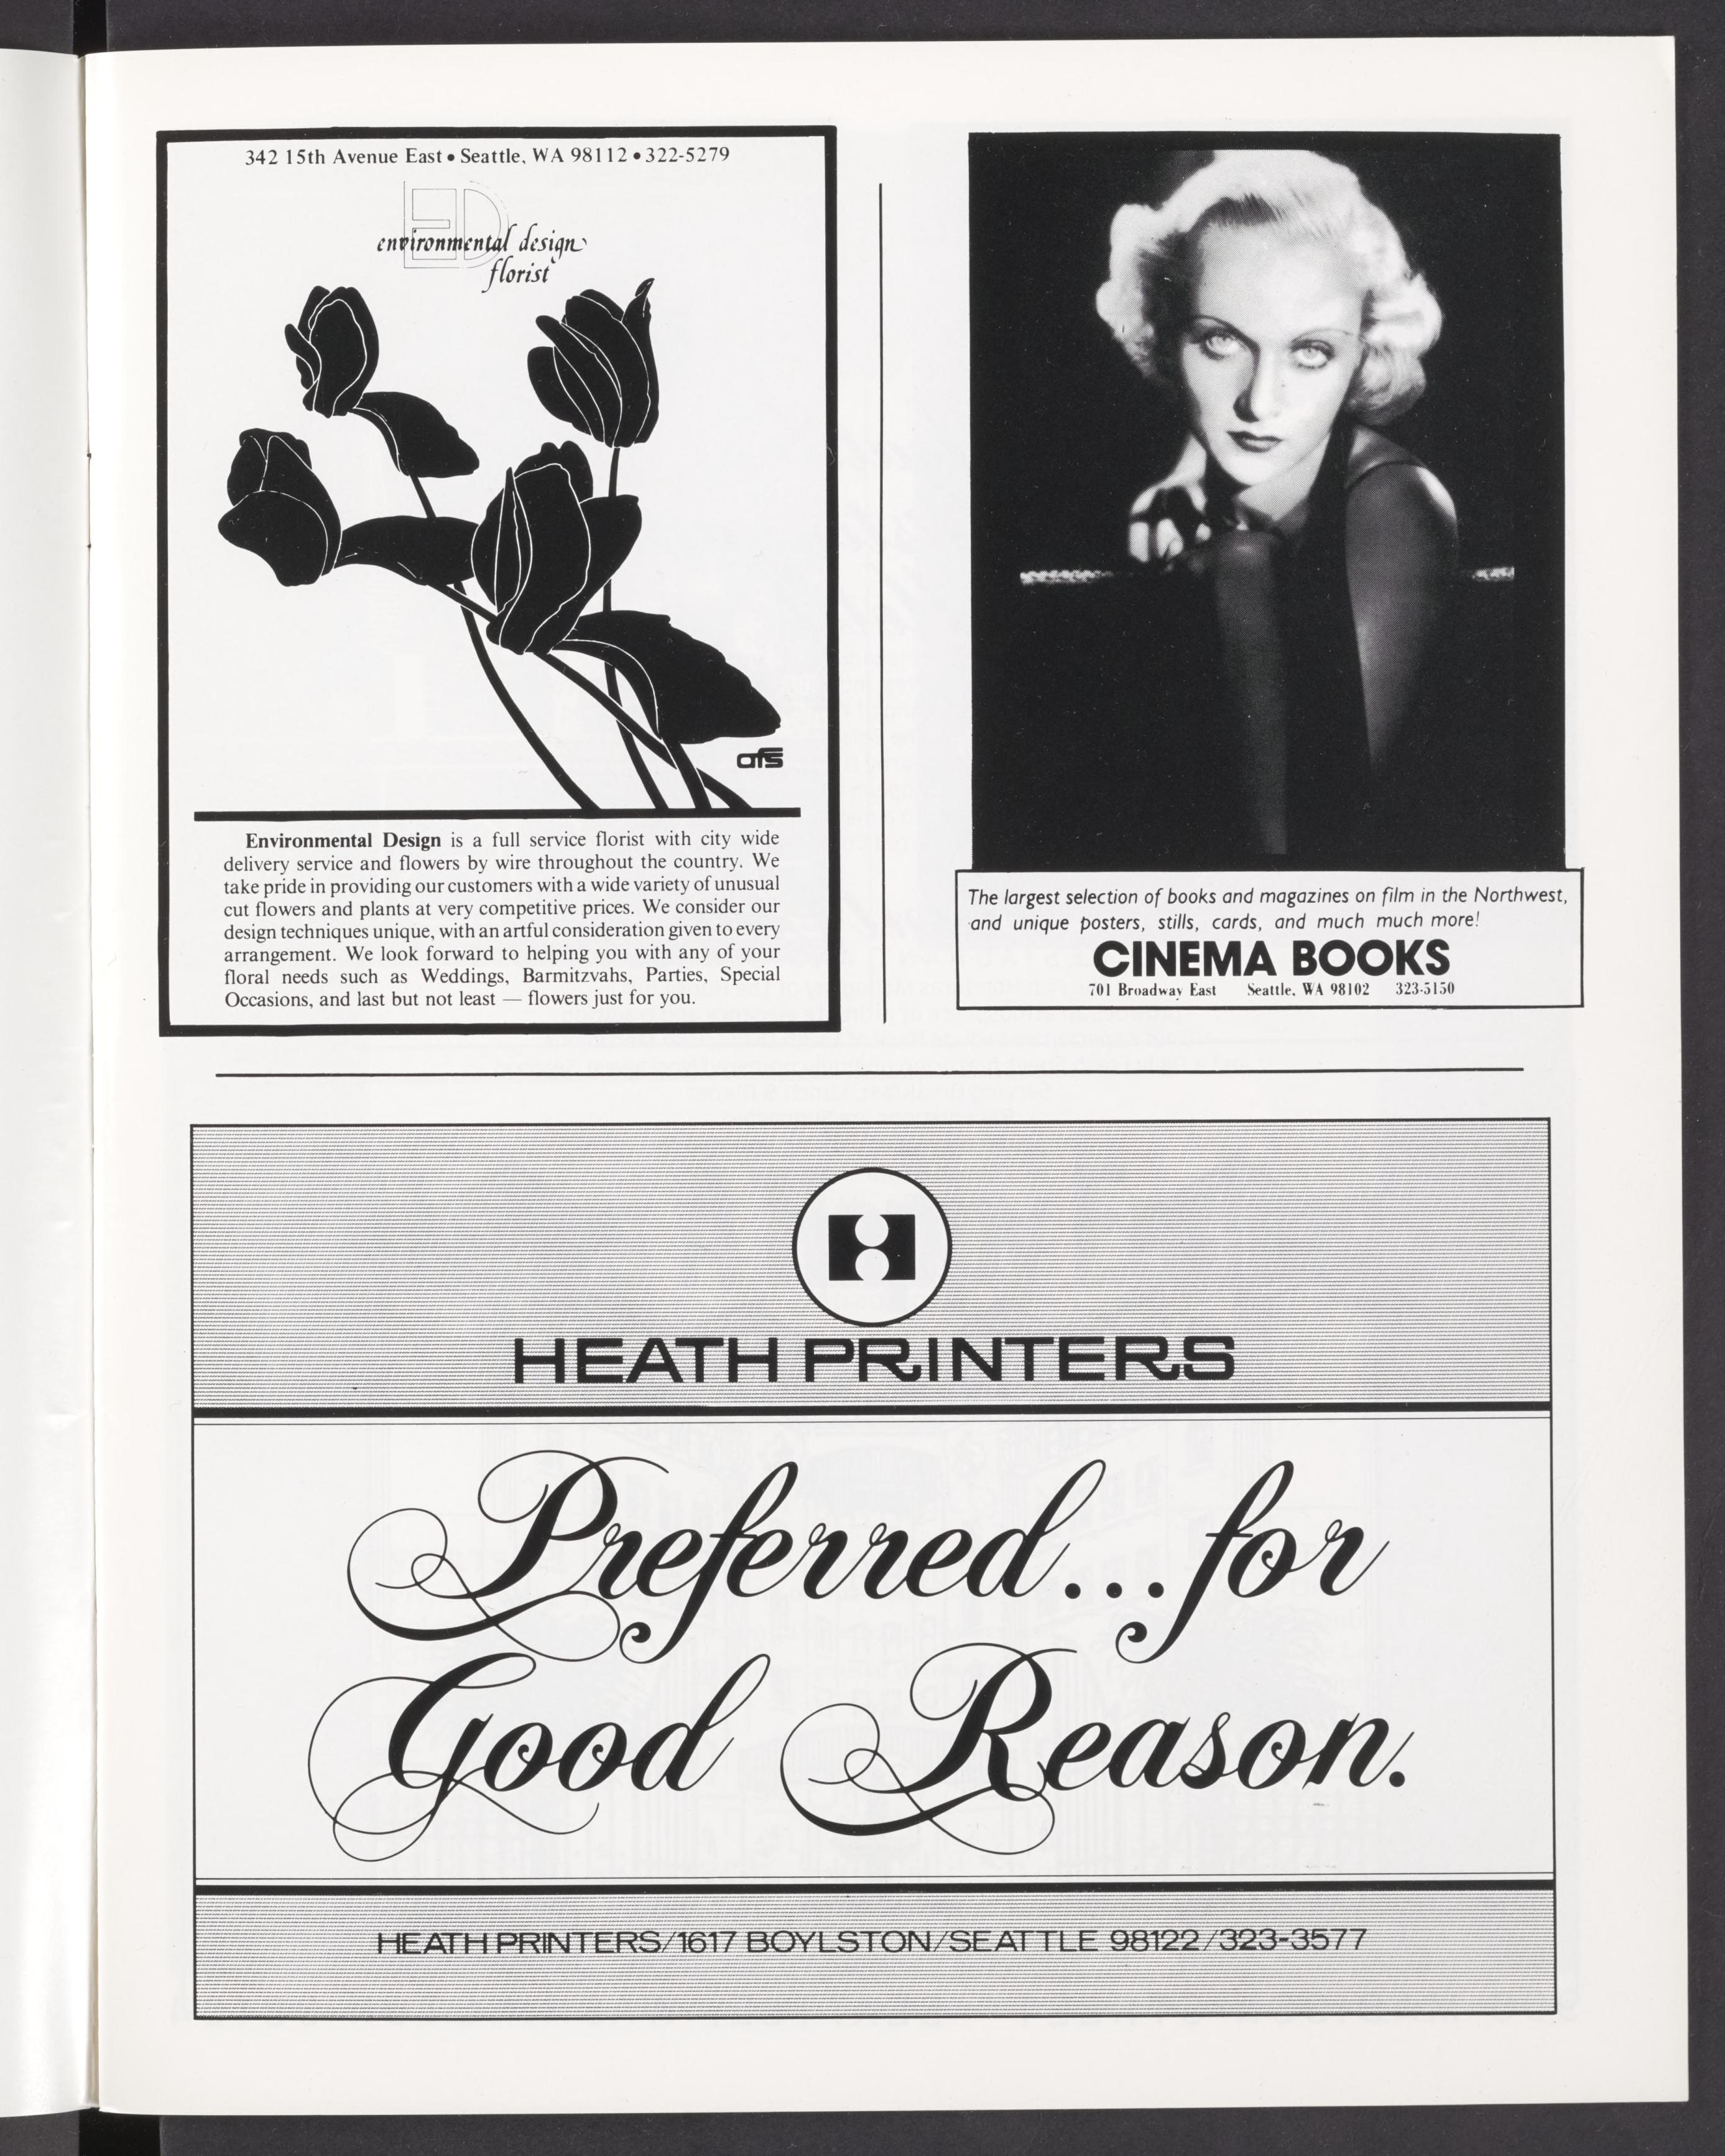 342 15th Avenue East • Seattle, WA 98112 • 322-5279
ED
environmental design
florist
afs
Environmental Design is a full service florist with city wide
delivery service and flowers by wire throughout the country. We
take pride in providing our customers with a wide variety of unusual
cut flowers and plants at very competitive prices. We consider our
design techniques unique, with an artful consideration given to every
arrangement. We look forward to helping you with any of your
floral needs such as Weddings, Barmitzvahs, Parties, Special
Occasions, and last but not least — flowers just for you.
The largest selection of books and magazines on film in the Northwest,
and unique posters, stills, cards, and much much more!
CINEMA BOOKS
701 Broadway East Seattle, WA 98102 323-5150
H
HEATH PRINTERS
Preferred...for
Good Reason.
HEATH PRINTERS/1617 BOYLSTON/SEATTLE 98122/323-3577